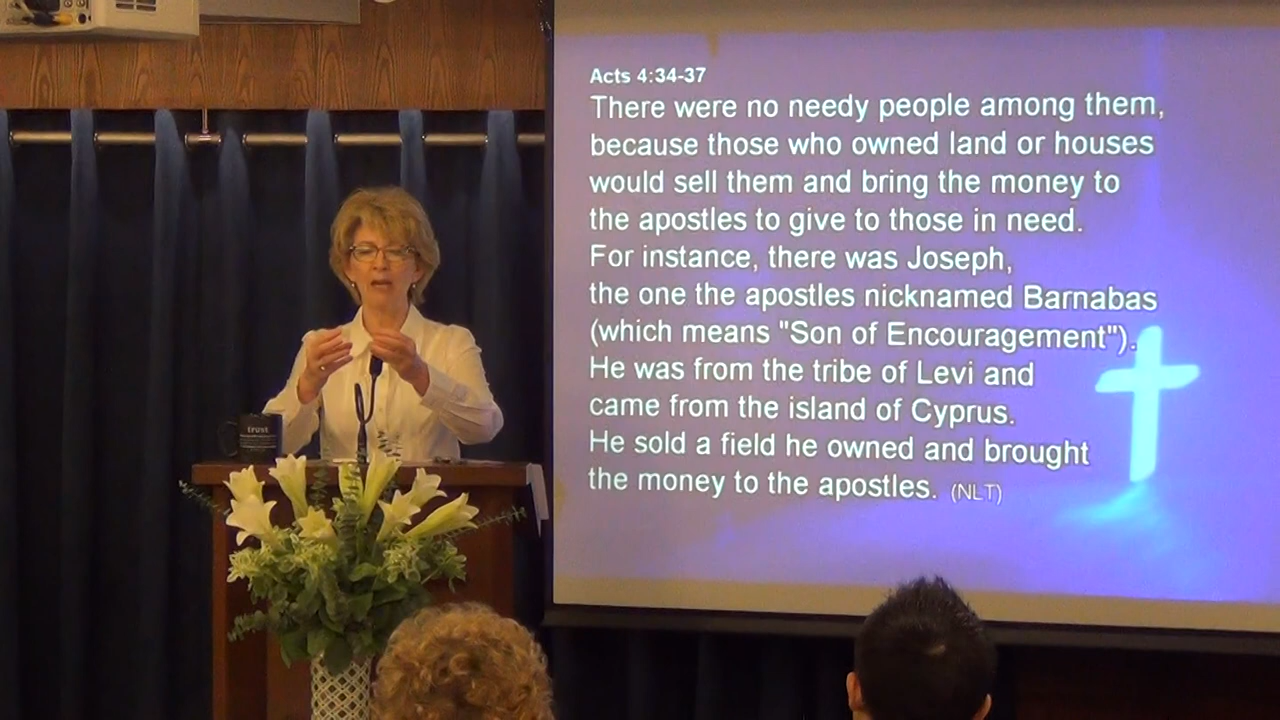 Acts 4:34-37
There were no needy people among them,
because those who owned land or houses
would sell them and bring the money to
the apostles to give to those in need.
For instance, there was Joseph,
the one the apostles nicknamed Barnabas
(which means "Son of Encouragement").
He was from the tribe of Levi and
came from the island of Cyprus.
He sold a field he owned and brought
the money to the apostles. (NLT)
trust